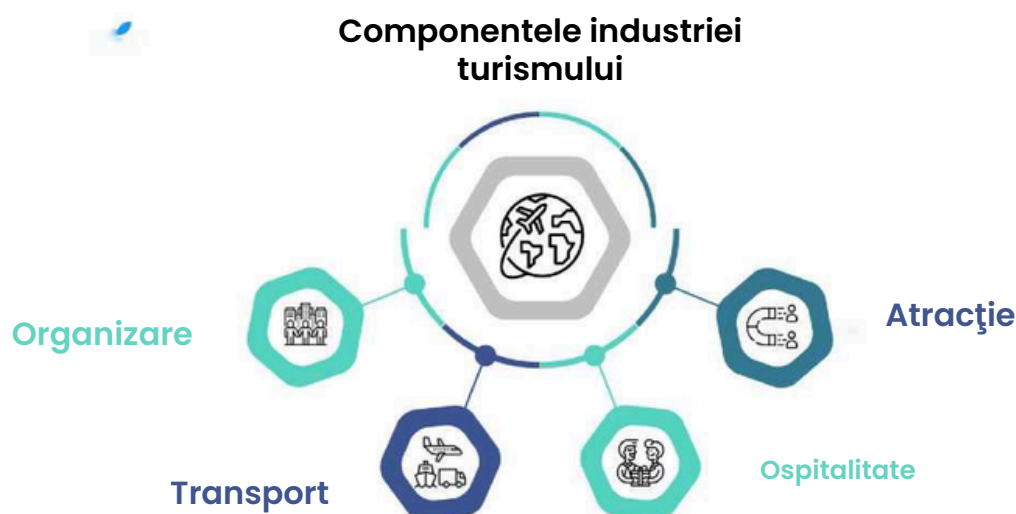 Componentele industriei
turismului
Organizare
Atracţie
Transport
Ospitalitate